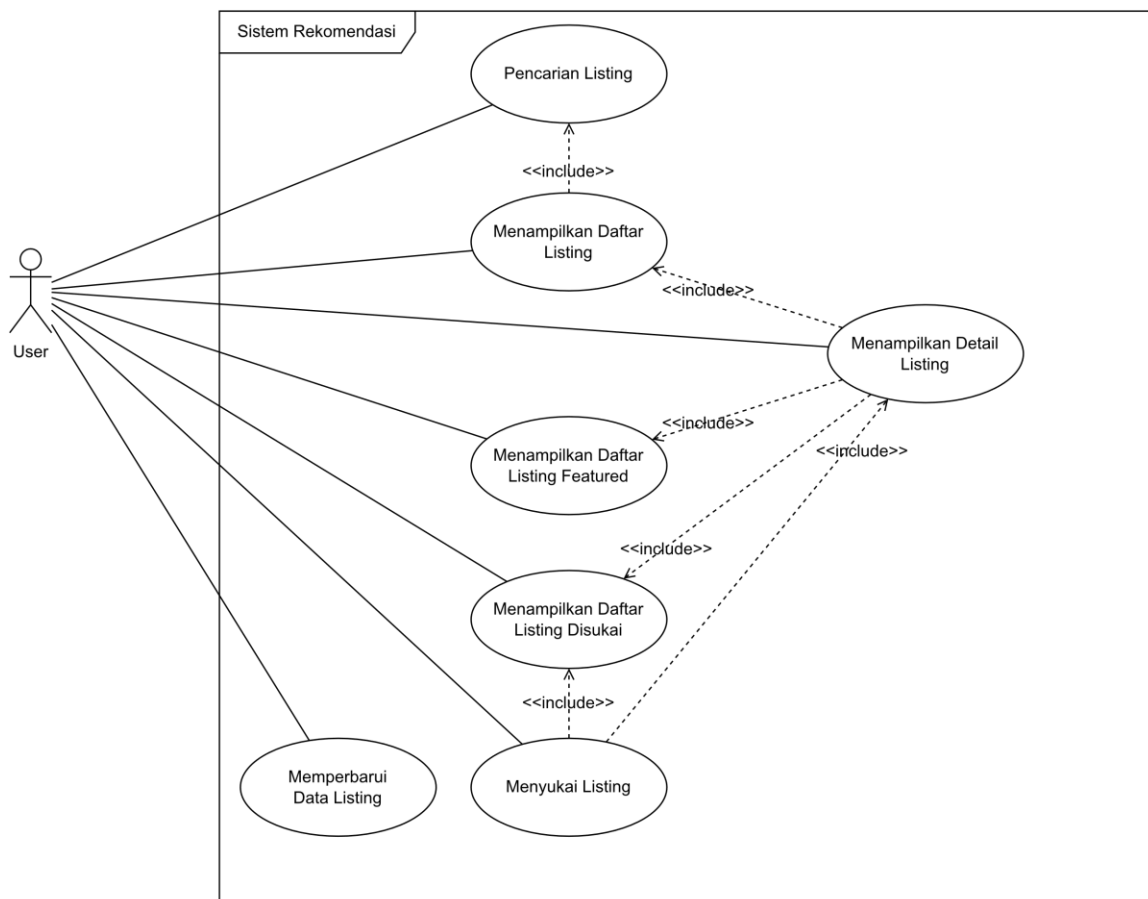 Sistem Rekomendasi
Pencarian Listing
<<include>>
Menampilkan Daftar
Listing
<<include>>
Menampilkan Detail
Listing
User
<<include>>
Menampilkan Daftar
Listing Featured
<<include>>
<<include>>
Menampilkan Daftar
Listing Disukai
<<include>>
Memperbarui
Data Listing
Menyukai Listing